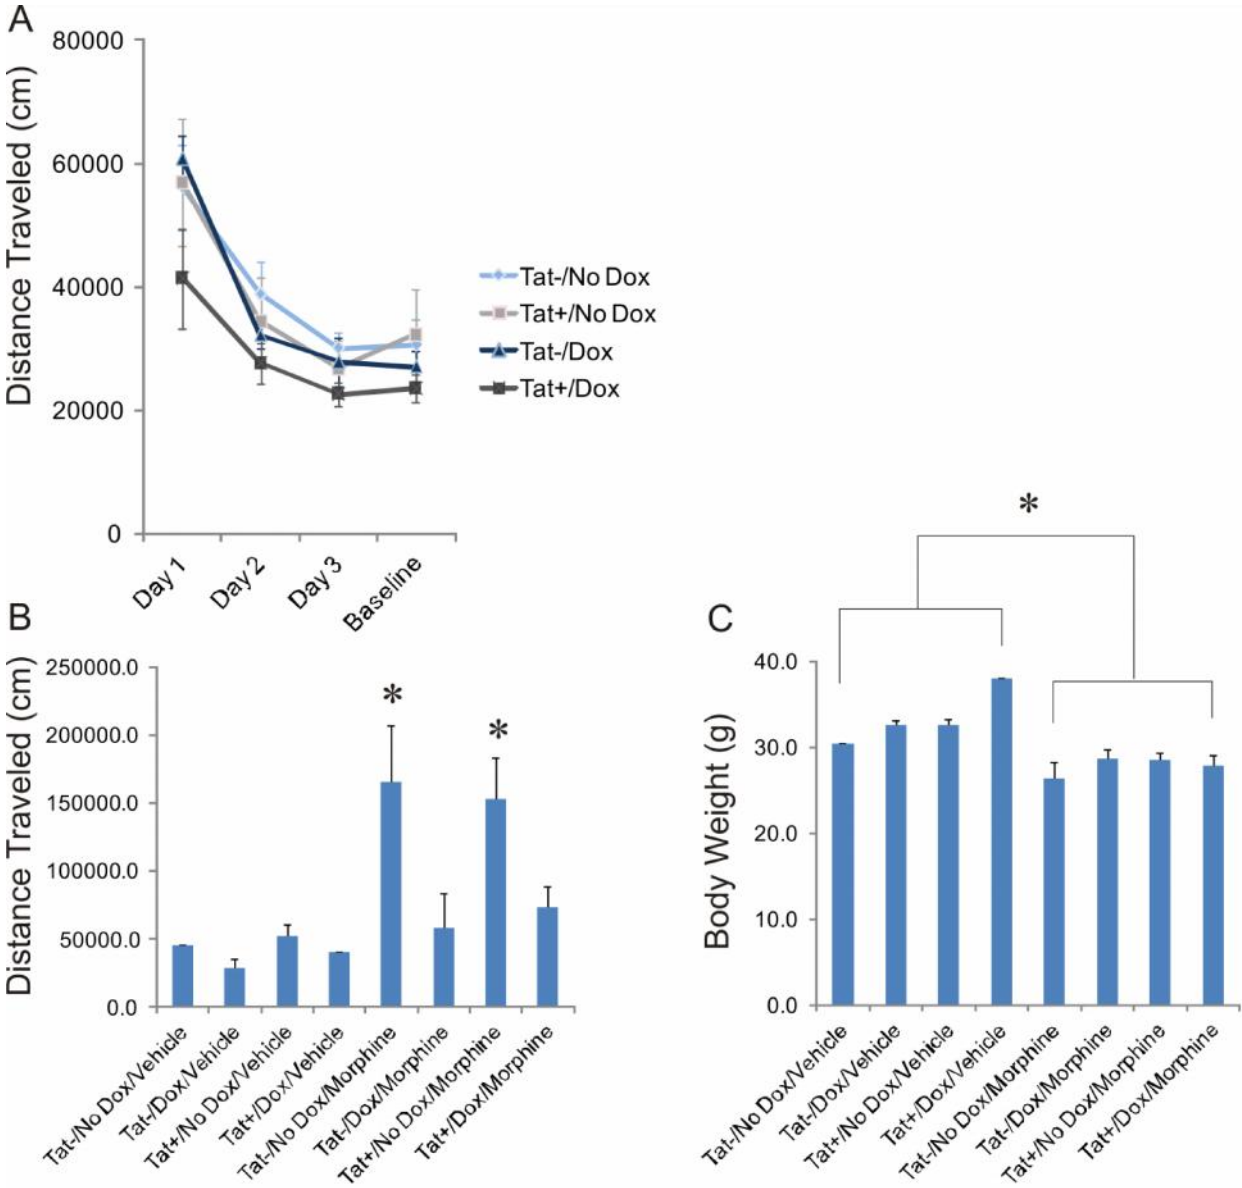 A
Distance Traveled (cm)
80000
60000
40000
20000
0
Day 1
Day 2
Day 3
Baseline
Tat-/No Dox
Tat+/No Dox
Tat-/Dox
Tat+/Dox
B
Distance Traveled (cm)
250000.0
200000.0
150000.0
100000.0
50000.0
0.0
*
*
Tat-/No Dox/Vehicle
Tat-/Dox/Vehicle
Tat+/No Dox/Vehicle
Tat+/Dox/Vehicle
Tat-/No Dox/Morphine
Tat-/Dox/Morphine
Tat+/No Dox/Morphine
Tat+/Dox/Morphine
C
*
Body Weight (g)
40.0
30.0
20.0
10.0
0.0
Tat-/No Dox/Vehicle
Tat-/Dox/Vehicle
Tat+/No Dox/Vehicle
Tat+/Dox/Vehicle
Tat-/No Dox/Morphine
Tat-/Dox/Morphine
Tat+/No Dox/Morphine
Tat+/Dox/Morphine